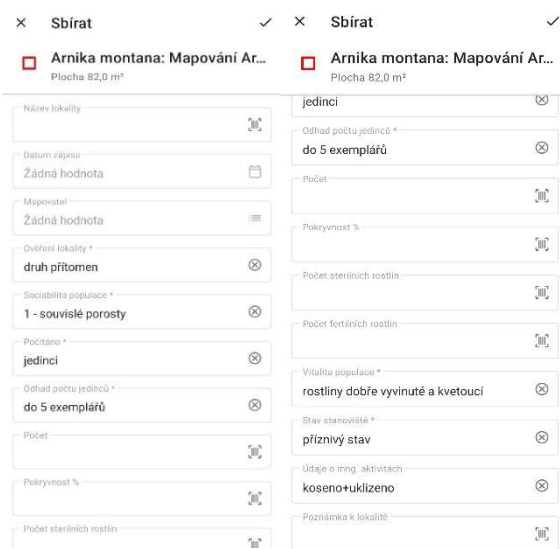 Sbírat
Arnika montana: Mapování Ar...
Plocha 82,0 m²
Název lokality
Datum zápisu
Žádná hodnota
Mapovatel
Žádná hodnota
Ověření lokality *
druh přítomen
Sociabilita populace *
1 - souvislé porosty
Počítáno *
jedinci
Odhad počtu jedinců *
do 5 exemplářů
Počet
Pokryvnost %
Počet sterilních rostlin
Sbírat
Arnika montana: Mapování Ar...
Plocha 82,0 m²
jedinci
Odhad počtu jedinců *
do 5 exemplářů
Počet
Pokryvnost %
Počet sterilních rostlin
Počet fertilních rostlin
Vitalita populace *
rostliny dobře vyvinuté a kvetoucí
Stav stanoviště *
příznivý stav
Údaje o mng. aktivitách
koseno+uklizeno
Poznámka k lokalitě